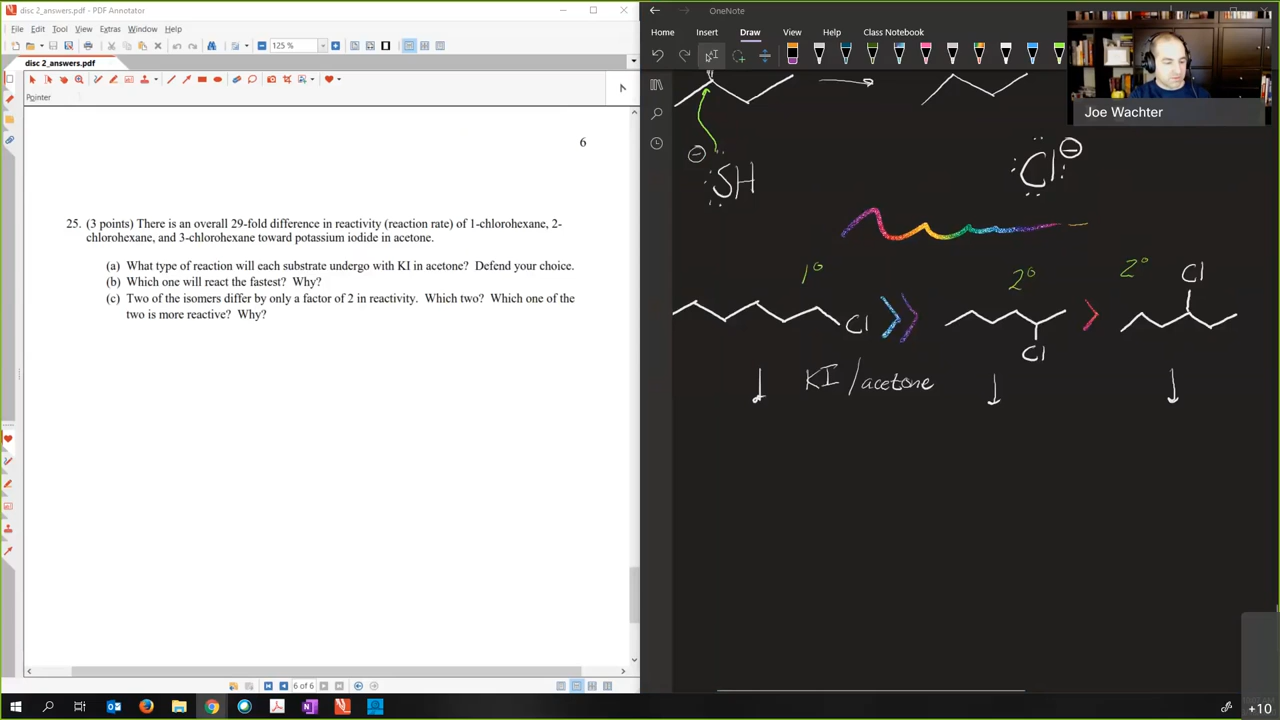 disc 2_answers.pdf - PDF Annotator
File Edit Tool View Extras Window Help
125 %
disc 2_answers.pdf
Pointer
6
25. (3 points) There is an overall 29-fold difference in reactivity (reaction rate) of 1-chlorohexane, 2-
chlorohexane, and 3-chlorohexane toward potassium iodide in acetone.
(a) What type of reaction will each substrate undergo with KI in acetone? Defend your choice.
(b) Which one will react the fastest? Why?
(c) Two of the isomers differ by only a factor of 2 in reactivity. Which two? Which one of the
two is more reactive? Why?
6 of 6
OneNote
Home Insert Draw View Help Class Notebook
Joe Wachter
⊖ :SH
:Cl: ⊖
1° 2° 2° Cl
Cl >> > 
Cl
↓ KI/acetone ↓ ↓
+10